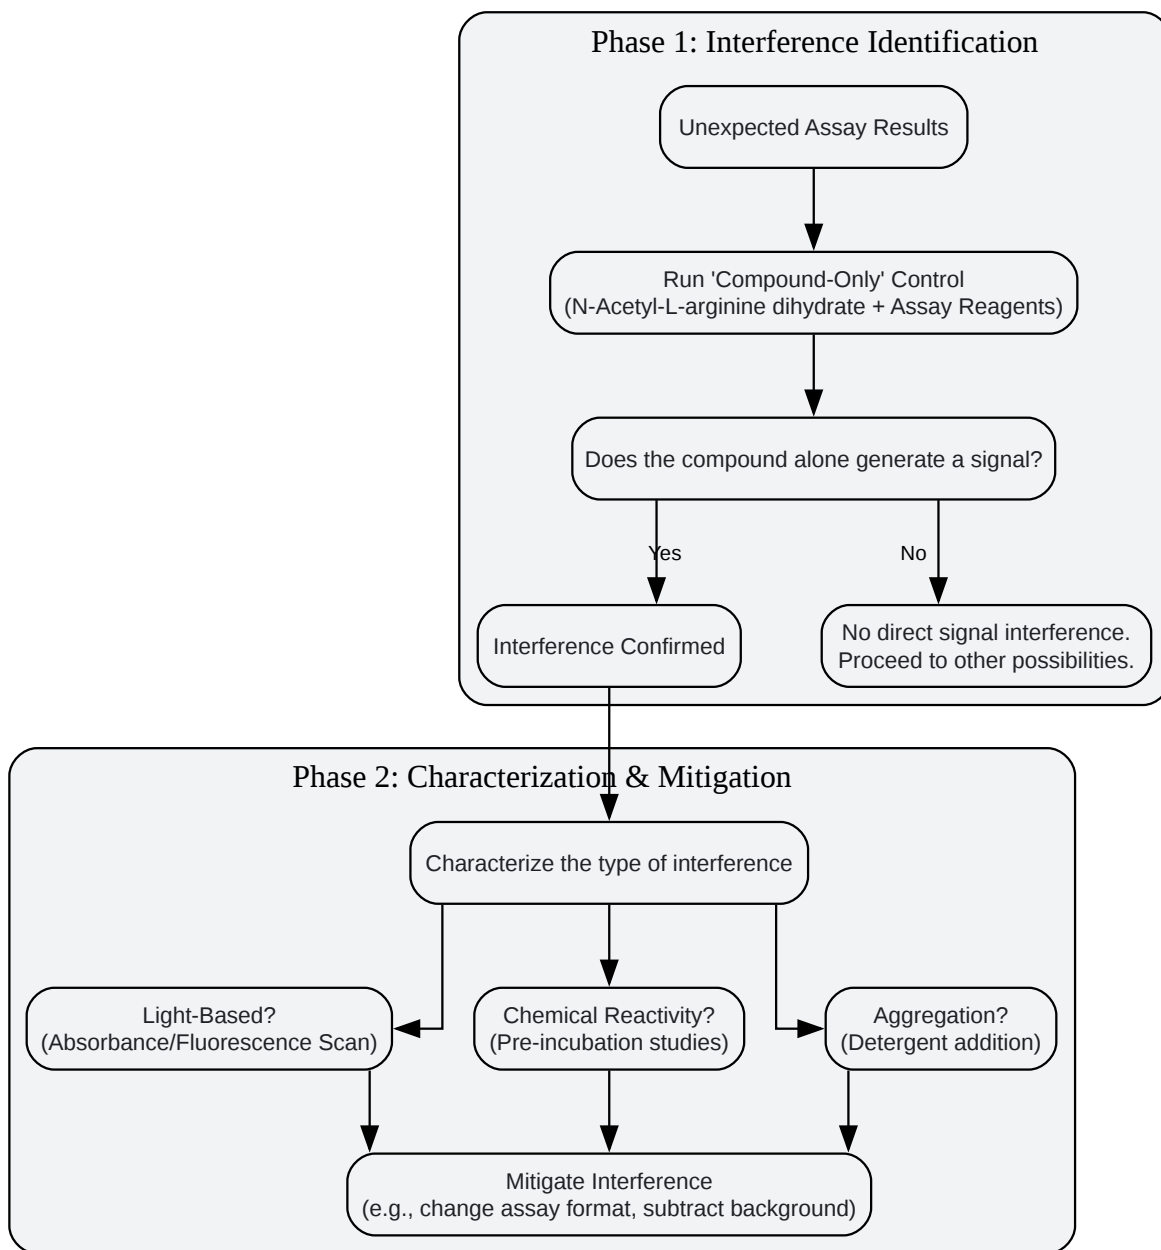 Phase 1: Interference Identification
Unexpected Assay Results
Run 'Compound-Only' Control
(N-Acetyl-L-arginine dihydrate + Assay Reagents)
Does the compound alone generate a signal?
Yes
No
Interference Confirmed
No direct signal interference.
Proceed to other possibilities.
Phase 2: Characterization & Mitigation
Characterize the type of interference
Light-Based?
(Absorbance/Fluorescence Scan)
Chemical Reactivity?
(Pre-incubation studies)
Aggregation?
(Detergent addition)
Mitigate Interference
(e.g., change assay format, subtract background)